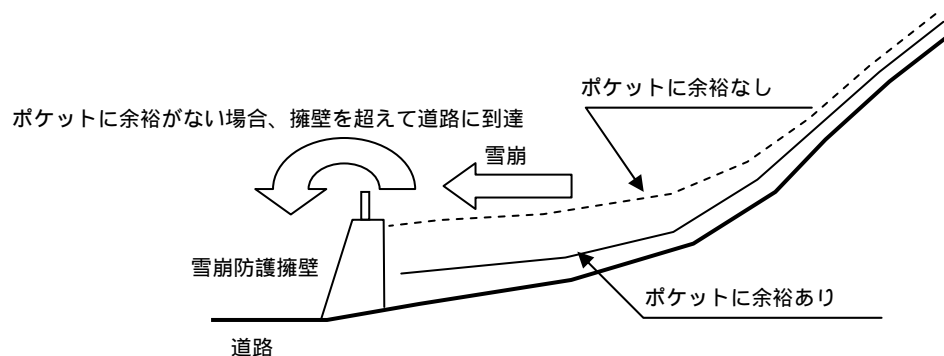 ポケットに余裕なし
ポケットに余裕がない場合、擁壁を超えて道路に到達
雪崩
雪崩防護擁壁
ポケットに余裕あり
道路